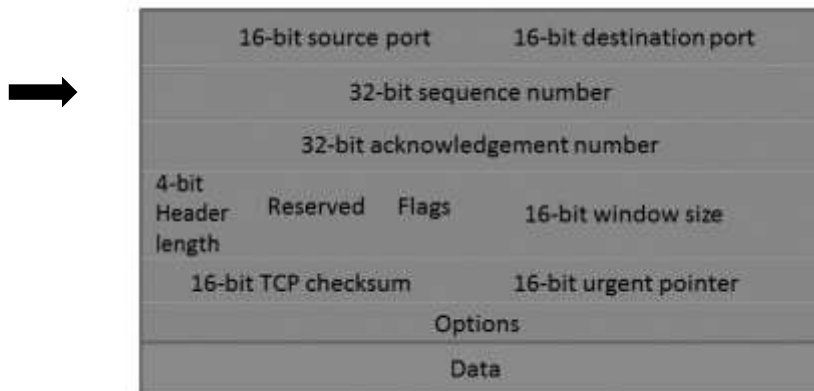 16-bit source port 16-bit destination port
32-bit sequence number
32-bit acknowledgement number
4-bit
Header
length
Reserved Flags 16-bit window size
16-bit TCP checksum 16-bit urgent pointer
Options
Data